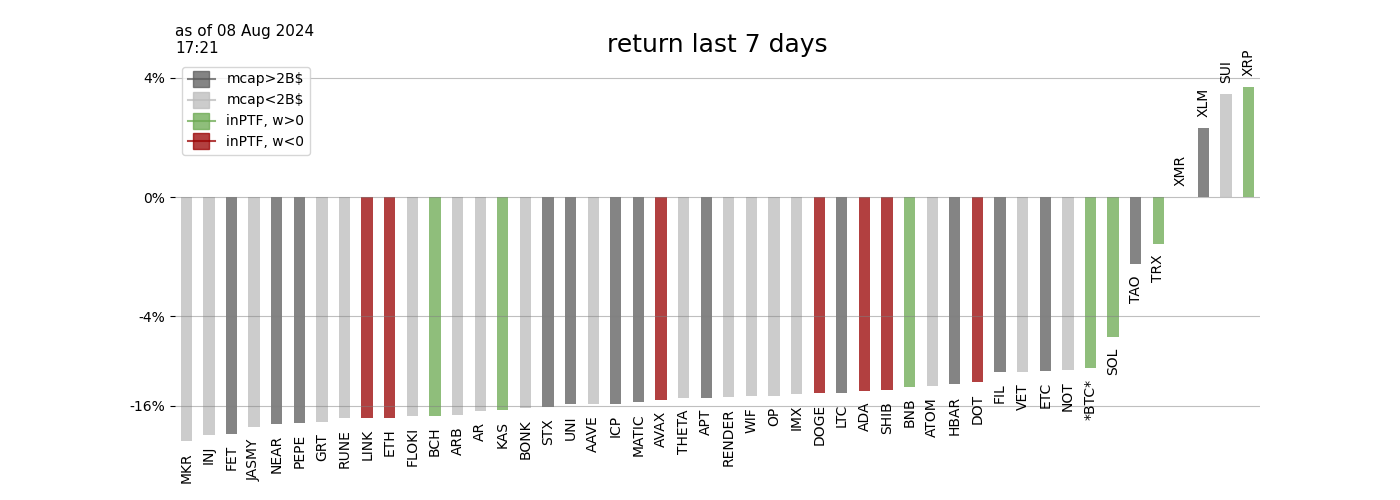 as of 08 Aug 2024
17:21
return last 7 days
mcap>2B$
mcap<2B$
inPTF, w>0
inPTF, w<0
4%
0%
-4%
-16%
MKR
INJ
FET
JASMY
NEAR
PEPE
GRT
RUNE
LINK
ETH
FLOKI
BCH
ARB
AR
KAS
BONK
STX
UNI
AAVE
ICP
MATIC
AVAX
THETA
APT
RENDER
WIF
OP
IMX
DOGE
LTC
ADA
SHIB
BNB
ATOM
HBAR
DOT
FIL
VET
ETC
NOT
*BTC*
SOL
TAO
TRX
XMR
XLM
SUI
XRP